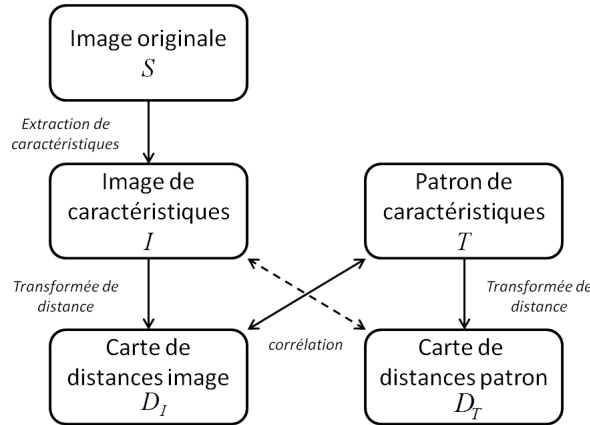 Image originale
S
Extraction de
caractéristiques
Image de
caractéristiques
I
Patron de
caractéristiques
T
Transformée de
distance
Transformée de
distance
corrélation
Carte de
distances image
D_I
Carte de
distances patron
D_T